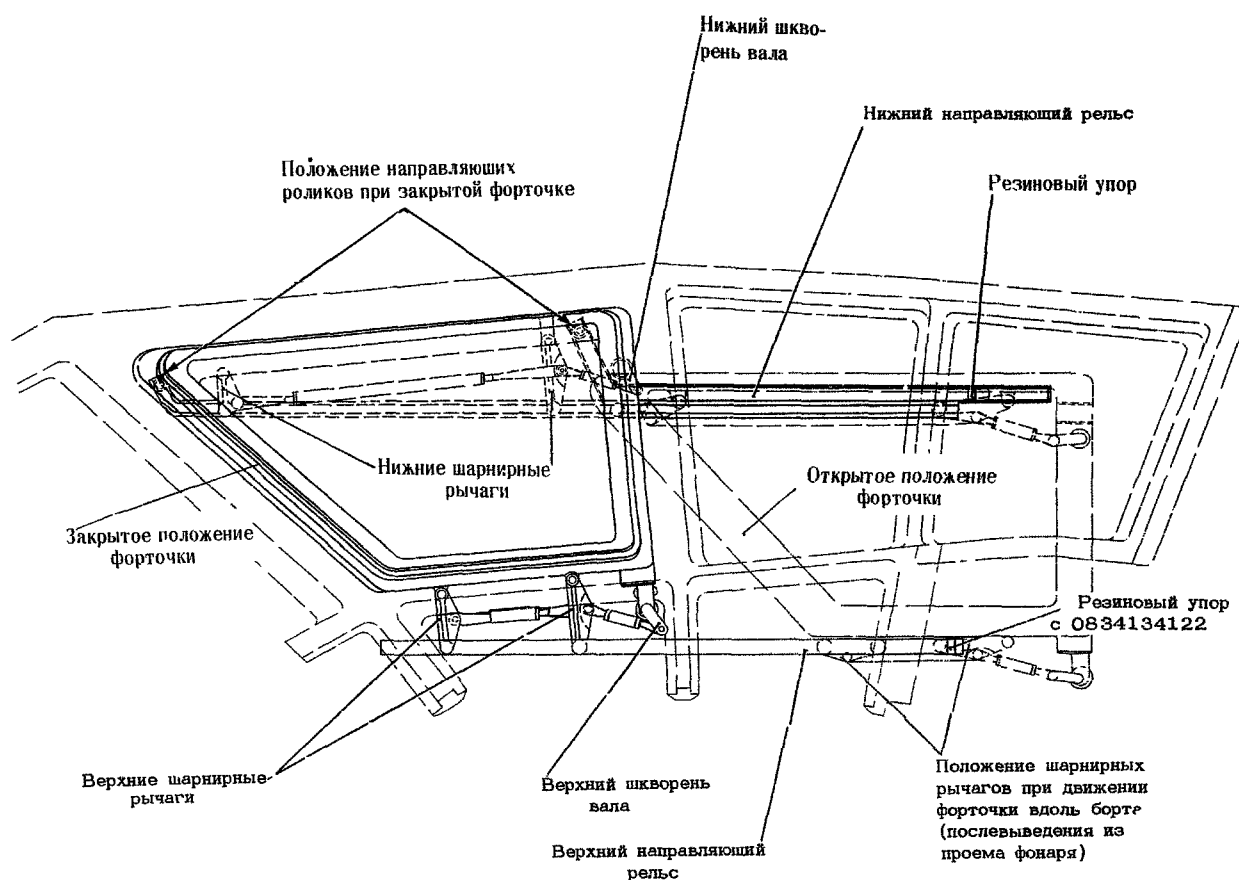 Нижний шкво-
рень вала
Нижний направляющий рельс
Положение направляюших
роликов при закрытой форточке
Резиновый упор
Нижние шарнирные
рычаги
Открытое положение
форточки
Закрытое положение
форточки
Резиновый упор
с 0834134122
Верхние шарнирные
рычаги
Верхний шкворень
вала
Верхний направляющий
рельс
Положение шарнирных
рычагов при движении
форточки вдоль борта
(послевыведения из
проема фонаря)